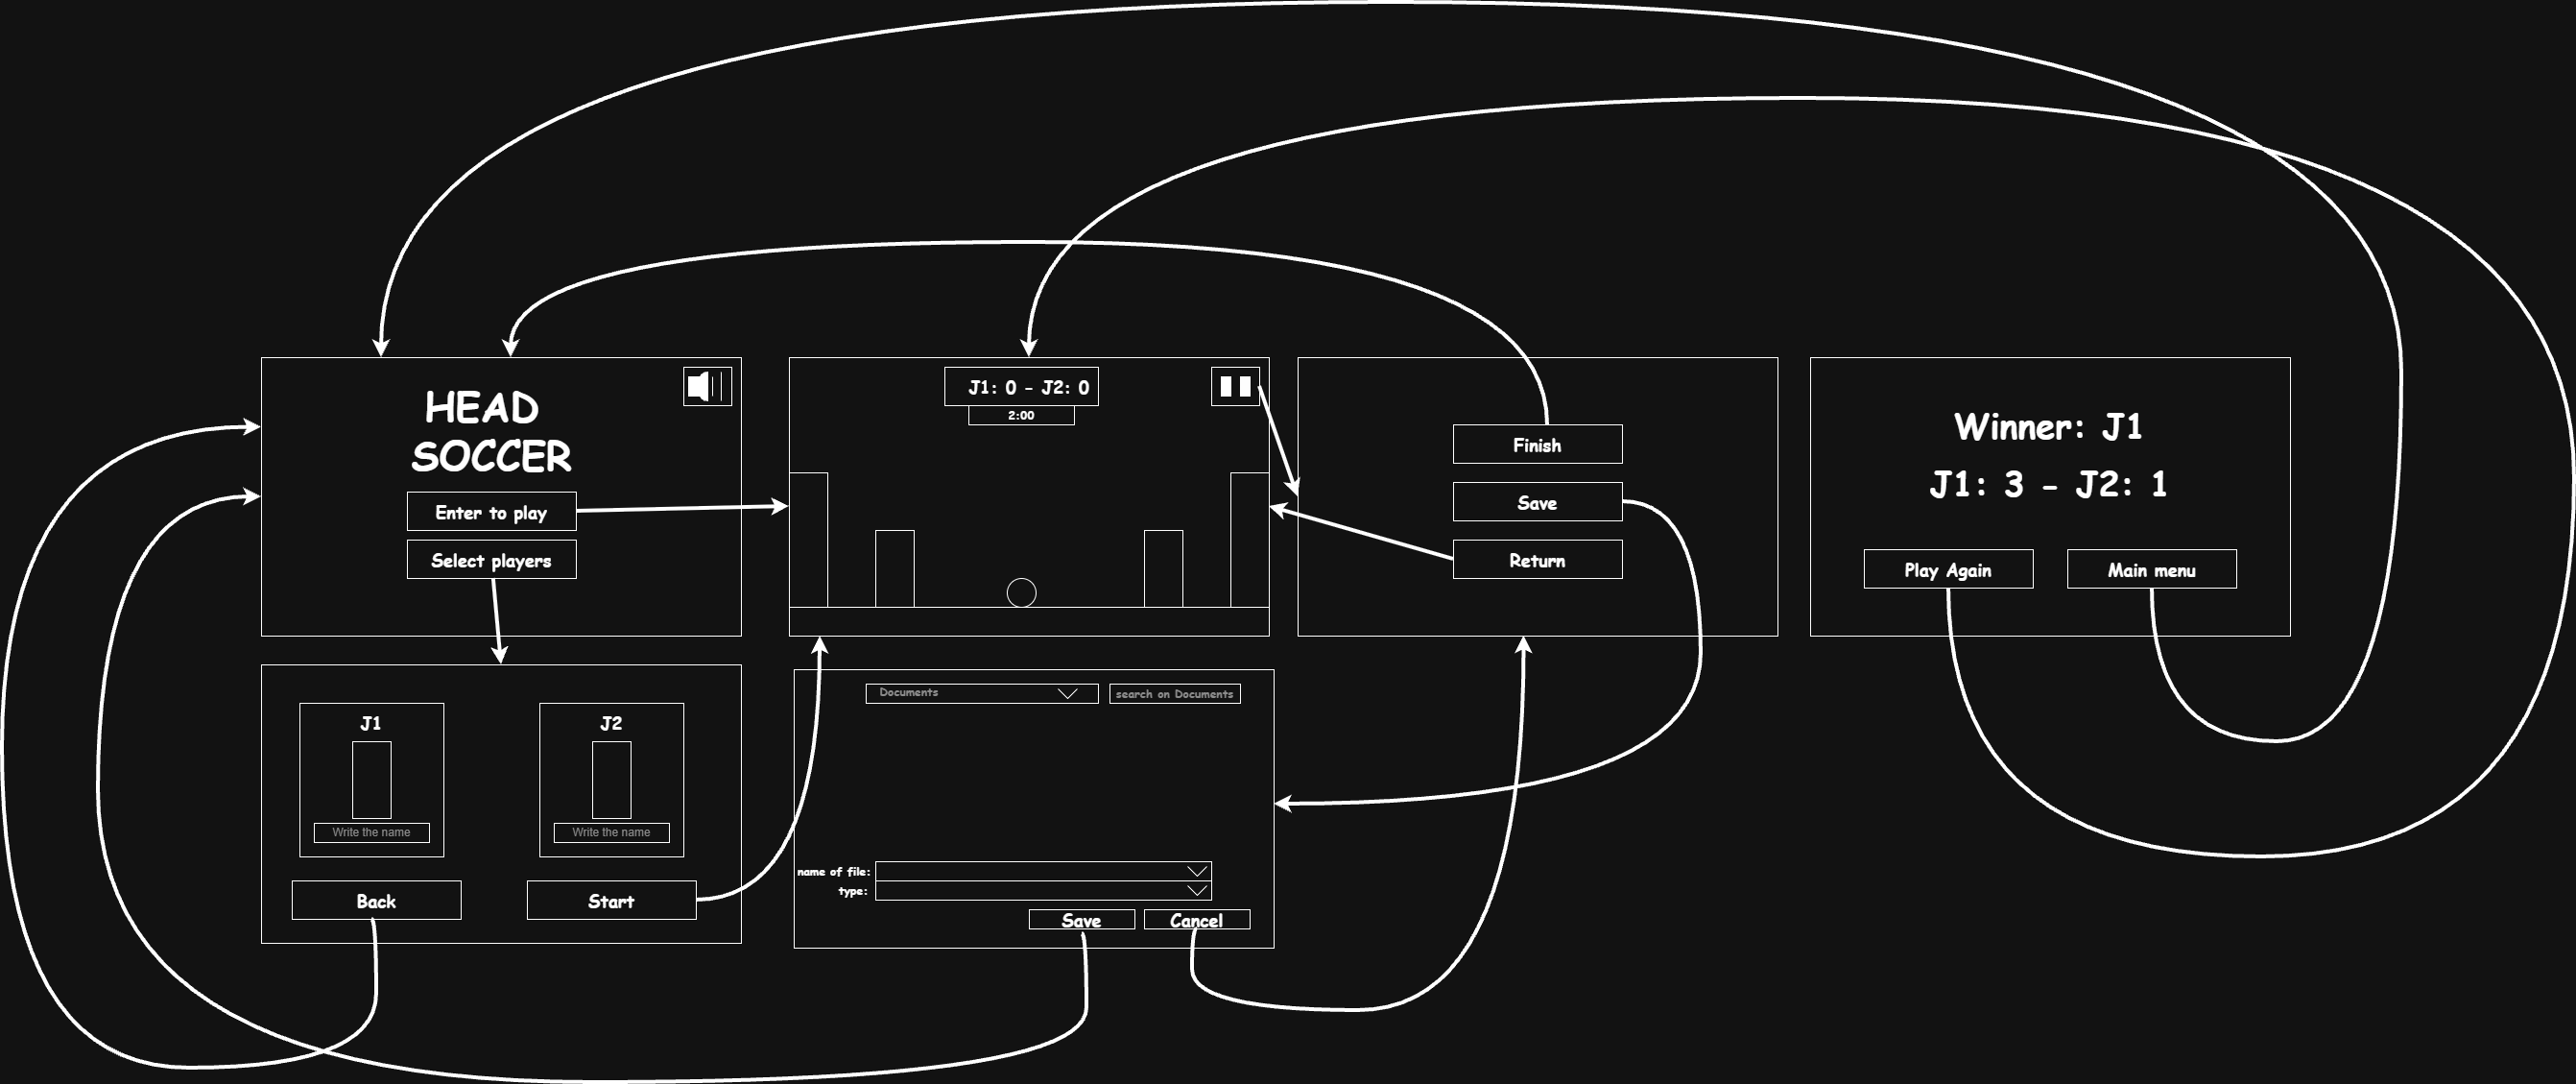 HEAD
SOCCER
Enter to play
Select players
J1: 0 - J2: 0
2:00
Finish
Save
Return
Winner: J1
J1: 3 - J2: 1
Play Again
Main menu
J1
J2
Write the name
Write the name
Back
Start
Documents
search on Documents
name of file:
type:
Save
Cancel